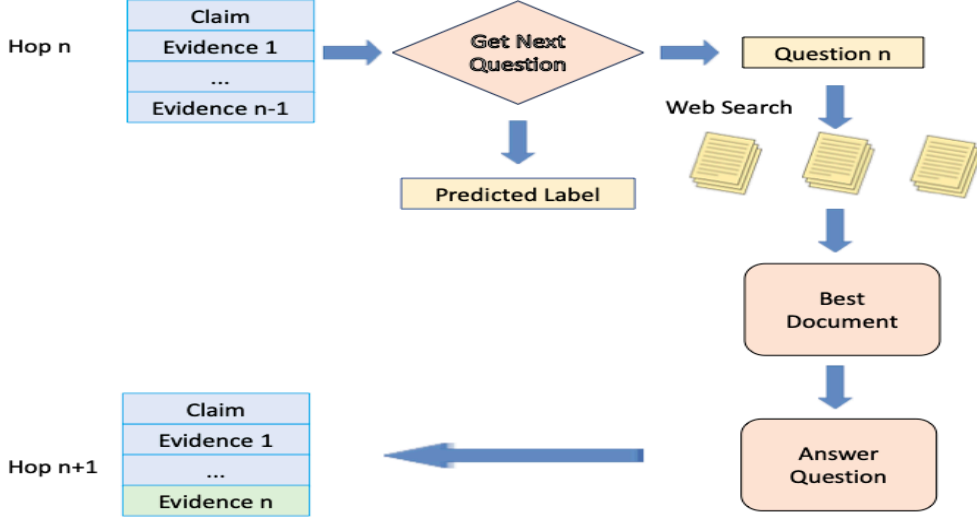 Hop n
Claim
Evidence 1
...
Evidence n-1
Get Next
Question
Question n
Web Search
Predicted Label
Best
Document
Answer
Question
Hop n+1
Claim
Evidence 1
...
Evidence n